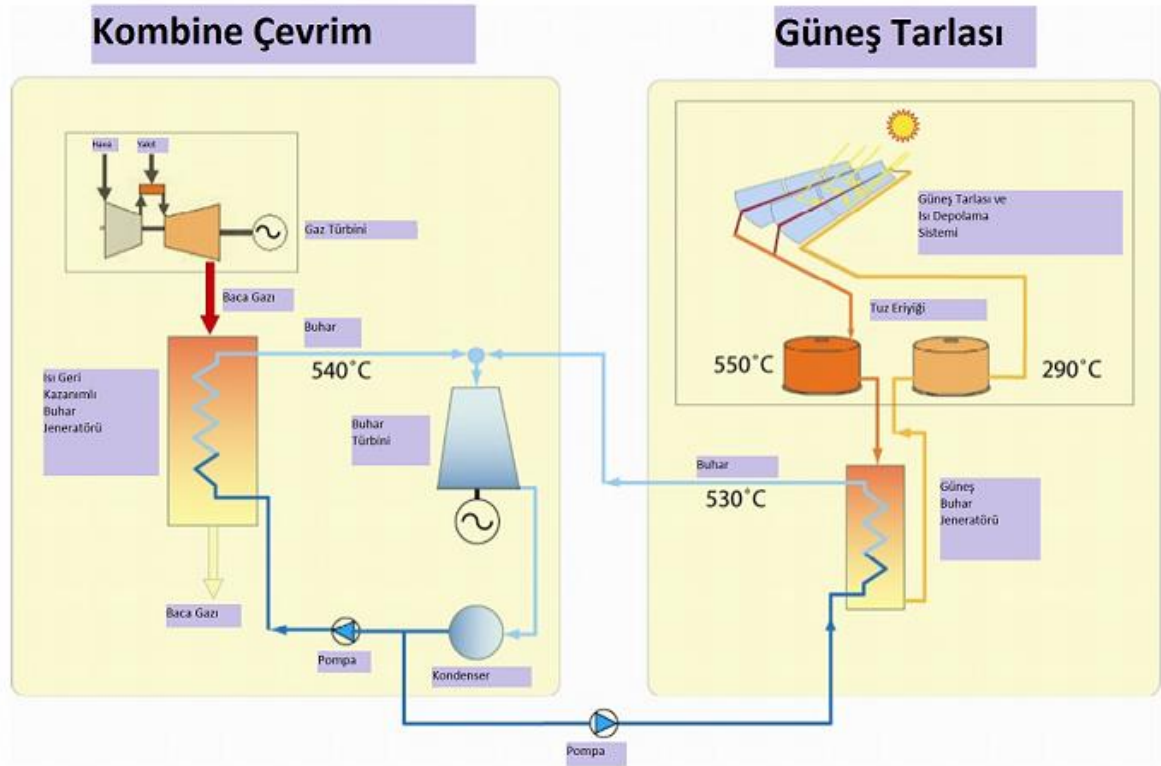 Kombine Çevrim
Güneş Tarlası
Hava
Yakıt
Gaz Türbini
Baca Gazı
Buhar
540°C
Isı Geri
Kazanımlı
Buhar
Jeneratörü
Buhar
Türbini
Baca Gazı
Pompa
Kondenser
Güneş Tarlası ve
Isı Depolama
Sistemi
Tuz Eriyiği
550°C
290°C
Buhar
530°C
Güneş
Buhar
Jeneratörü
Pompa